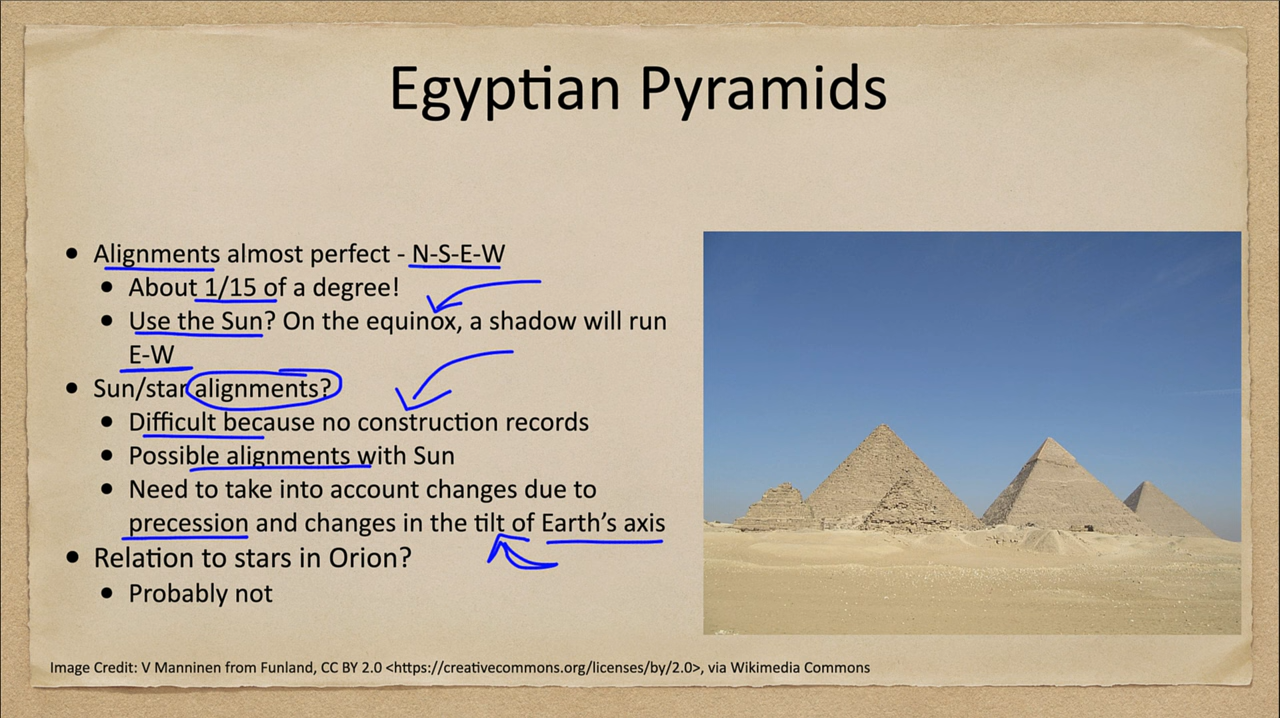 Egyptian Pyramids
• Alignments almost perfect - N-S-E-W
• About 1/15 of a degree!
• Use the Sun? On the equinox, a shadow will run
E-W
• Sun/star alignments?
• Difficult because no construction records
• Possible alignments with Sun
• Need to take into account changes due to
precession and changes in the tilt of Earth's axis
• Relation to stars in Orion?
• Probably not
Image Credit: V Manninen from Funland, CC BY 2.0 <https://creativecommons.org/licenses/by/2.0>, via Wikimedia Commons